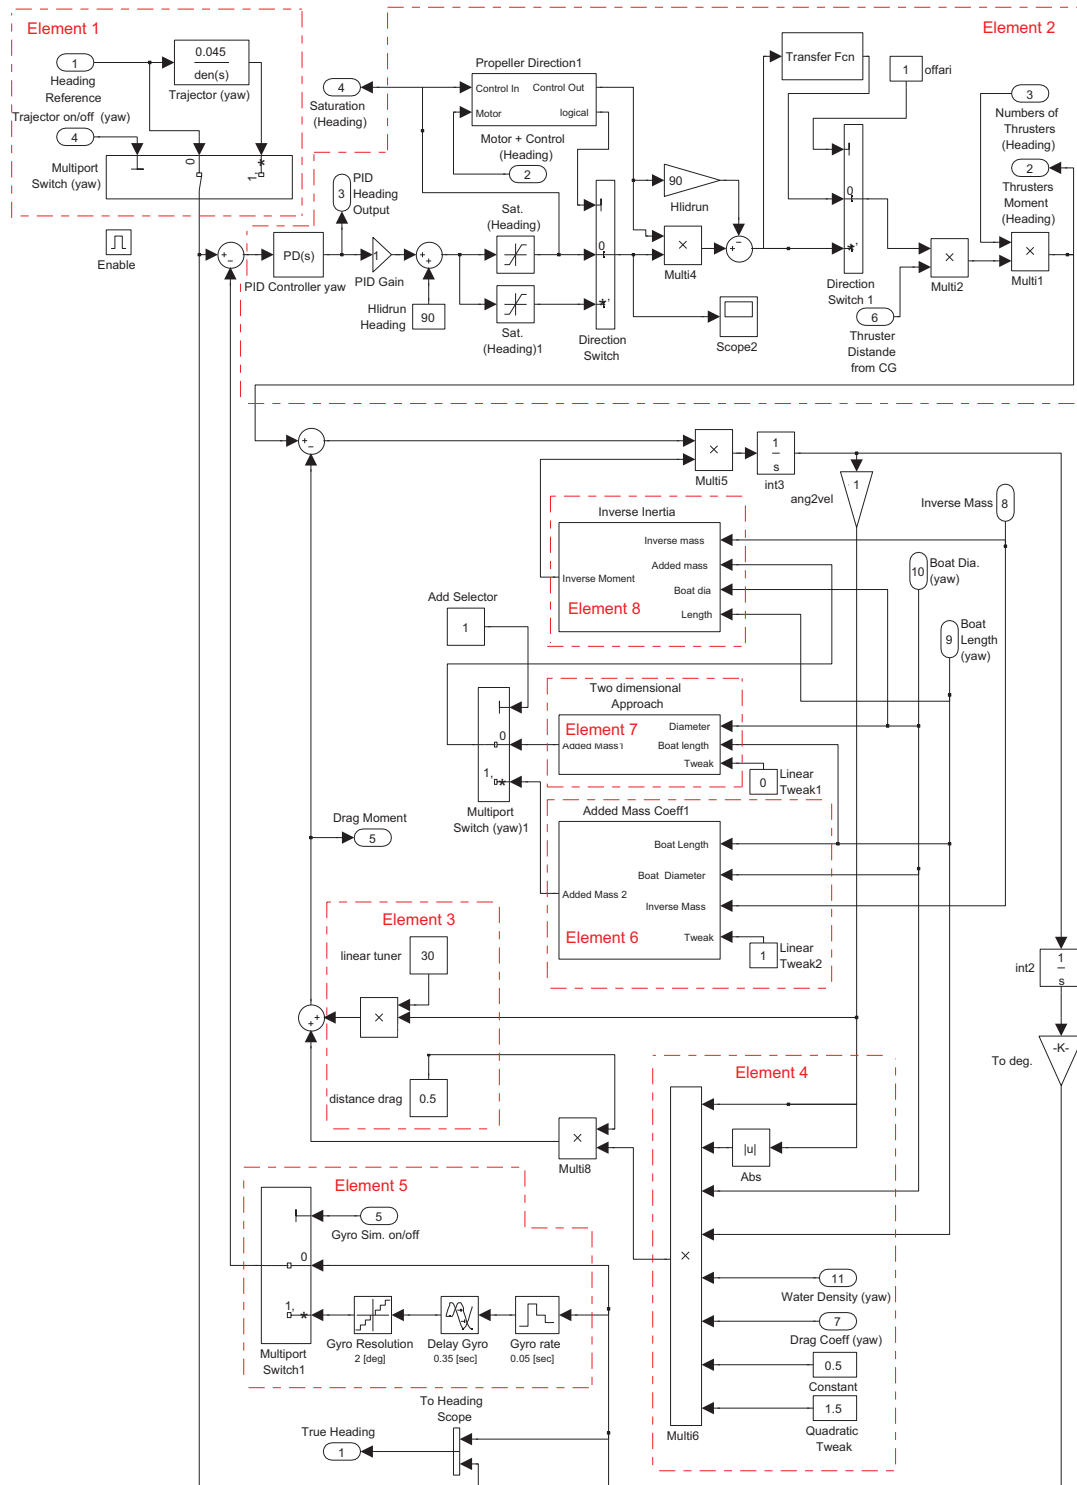 Element 1
1
Heading
Reference
0.045
den(s)
Trajector (yaw)
Trajector on/off (yaw)
4
Multiport
Switch (yaw)
0
1,
*
Enable
Element 2
4
Saturation
(Heading)
Propeller Direction1
Control In
Control Out
Motor
logical
Motor + Control
(Heading)
2
Transfer Fcn
1
offari
3
Numbers of
Thrusters
(Heading)
2
Thrusters
Moment
(Heading)
PID
Heading
Output
3
PD(s)
PID Controller yaw
1
PID Gain
Hlidrun
Heading
90
Sat.
(Heading)
Sat.
(Heading)1
0
*,
Direction
Switch
90
Hlidrun
×
Multi4
Scope2
0
*,
Direction
Switch 1
6
Thruster
Distande
from CG
×
Multi2
×
Multi1
×
Multi5
1
s
int3
1
ang2vel
Inverse Mass
8
10
Boat Dia.
(yaw)
9
Boat
Length
(yaw)
Inverse Inertia
Inverse mass
Added mass
Boat dia
Length
Inverse Moment
Element 8
Add Selector
1
0
1,
*
Multiport
Switch (yaw)1
Two dimensional
Approach
Element 7
Diameter
Added Mass1
Boat length
Tweak
0
Linear
Tweak1
Added Mass Coeff1
Boat Length
Boat Diameter
Added Mass 2
Inverse Mass
Element 6
Tweak
1
Linear
Tweak2
Drag Moment
5
Element 3
linear tuner
30
×
distance drag
0.5
×
Multi8
int2
1
s
To deg.
-K-
Element 4
|u|
Abs
×
11
Water Density (yaw)
7
Drag Coeff (yaw)
0.5
Constant
1.5
Quadratic
Tweak
Multi6
Element 5
5
Gyro Sim. on/off
0
1,
*
Multiport
Switch1
Gyro Resolution
2 [deg]
Delay Gyro
0.35 [sec]
Gyro rate
0.05 [sec]
To Heading
Scope
True Heading
1